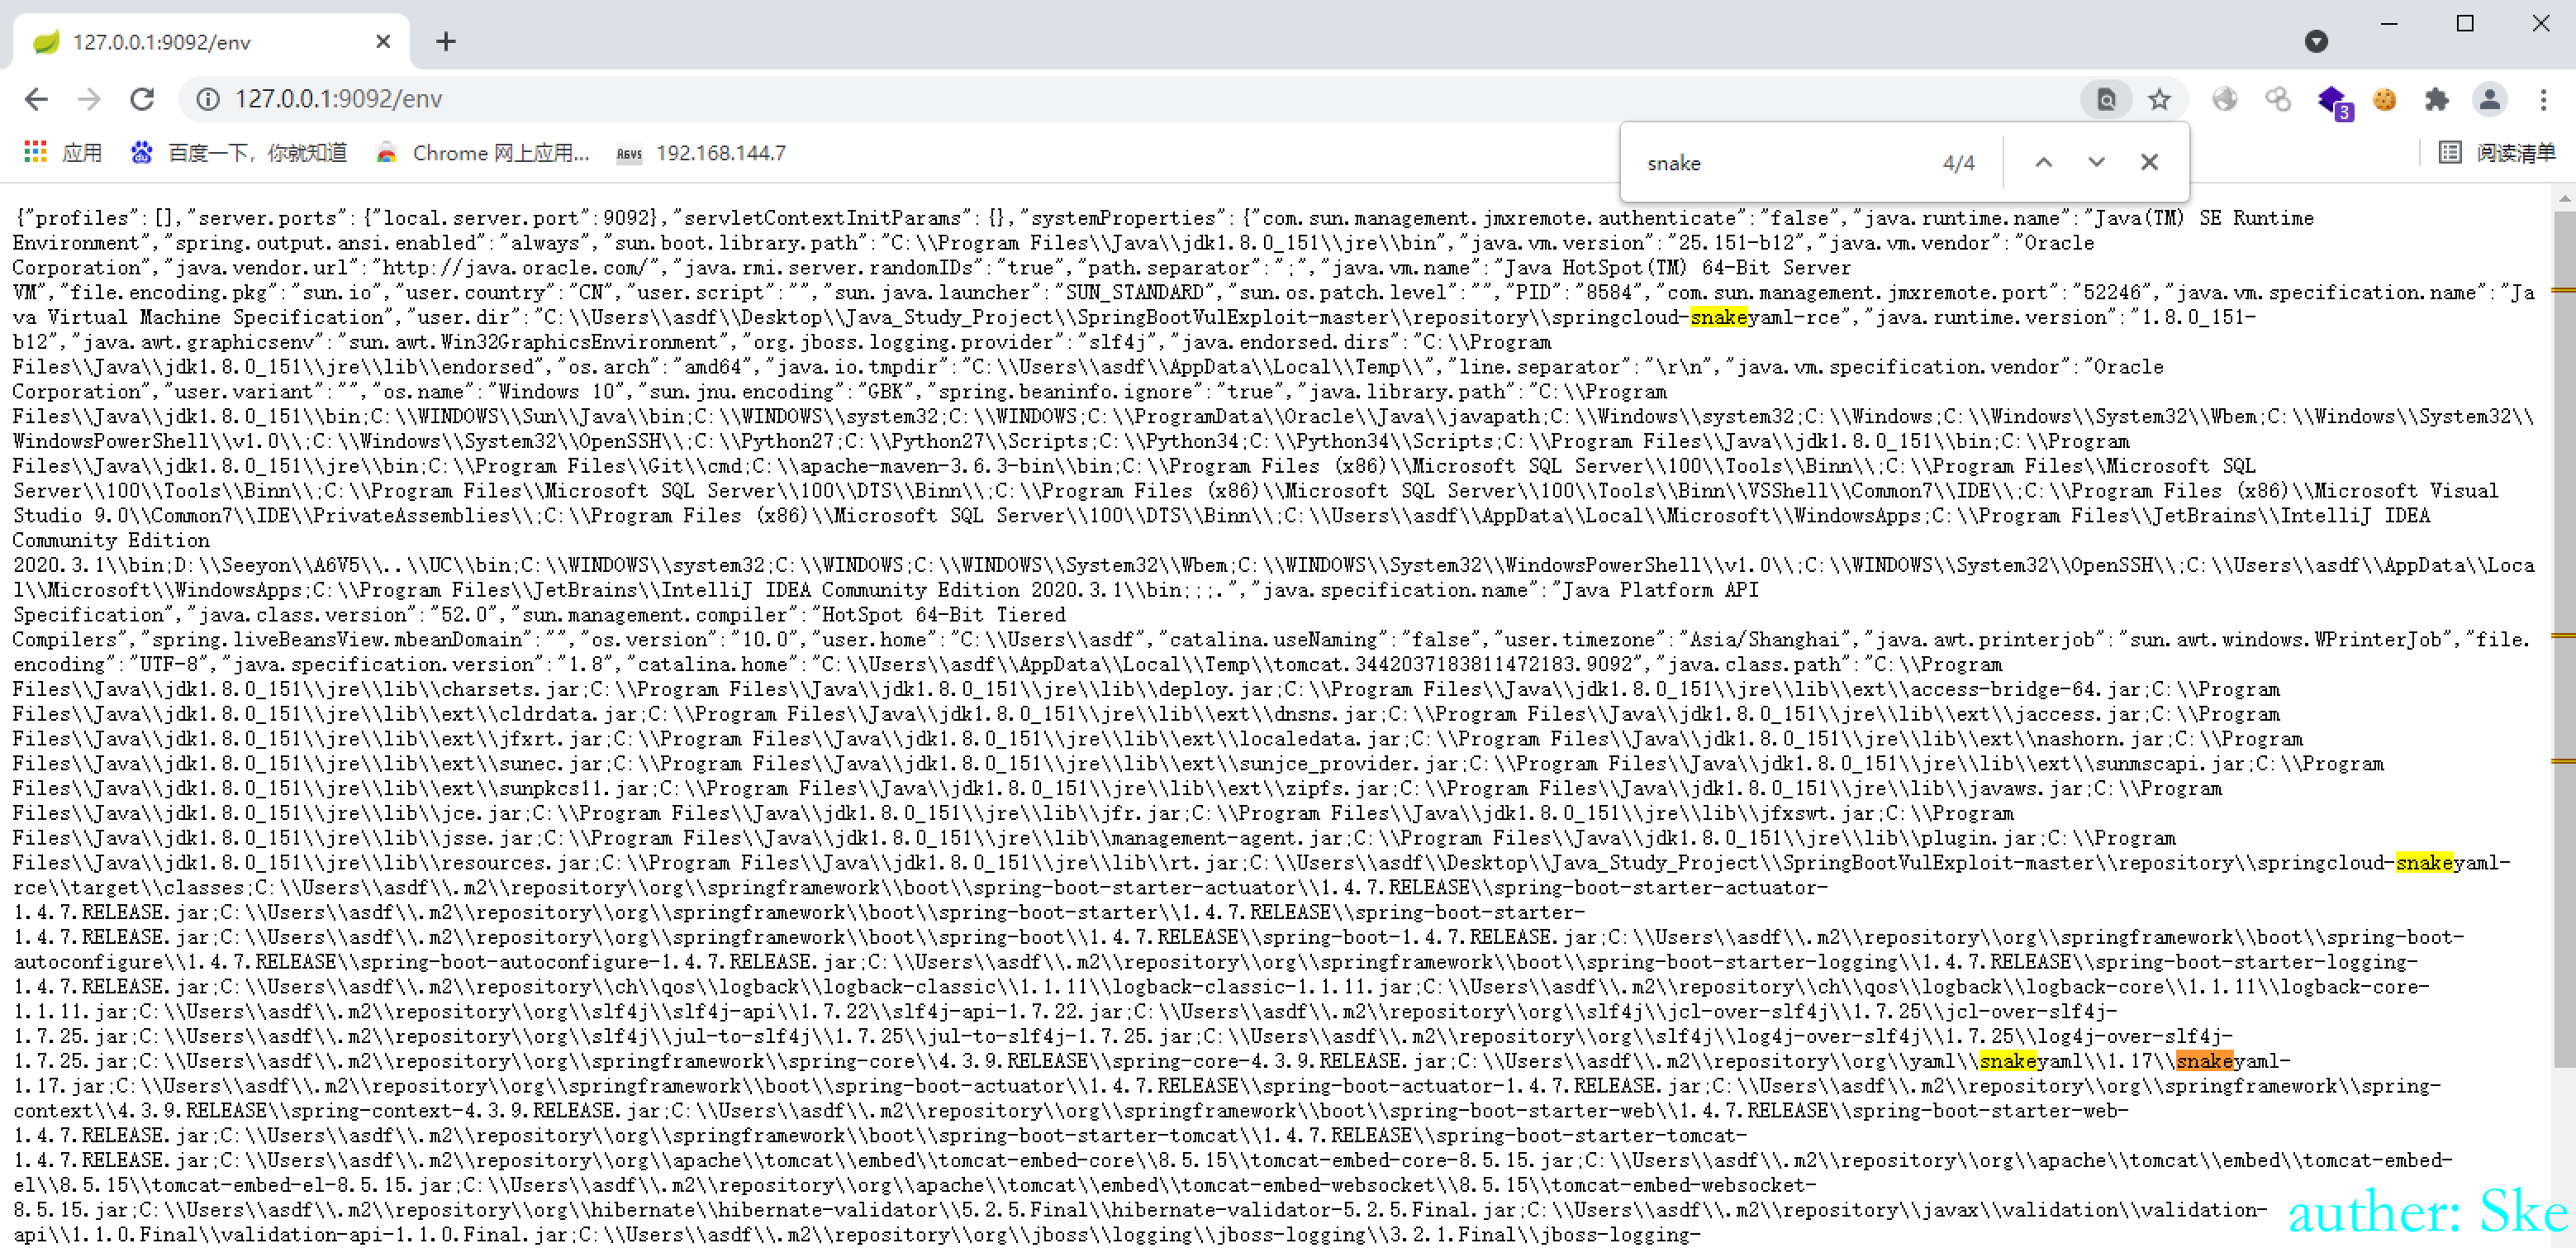 127.0.0.1:9092/env
127.0.0.1:9092/env
3
应用 百度一下，你就知道 Chrome 网上应用... A6V5 192.168.144.7 阅读清单
snake 4/4
{"profiles":[],"server.ports":{"local.server.port":9092},"servletContextInitParams":{},"systemProperties":{"com.sun.management.jmxremote.authenticate":"false","java.runtime.name":"Java(TM) SE Runtime
Environment","spring.output.ansi.enabled":"always","sun.boot.library.path":"C:\\Program Files\\Java\\jdk1.8.0_151\\jre\\bin","java.vm.version":"25.151-b12","java.vm.vendor":"Oracle
Corporation","java.vendor.url":"http://java.oracle.com/","java.rmi.server.randomIDs":"true","path.separator":";","java.vm.name":"Java HotSpot(TM) 64-Bit Server
VM","file.encoding.pkg":"sun.io","user.country":"CN","user.script":"","sun.java.launcher":"SUN_STANDARD","sun.os.patch.level":"","PID":"8584","com.sun.management.jmxremote.port":"52246","java.vm.specification.name":"Ja
va Virtual Machine Specification","user.dir":"C:\\Users\\asdf\\Desktop\\Java_Study_Project\\SpringBootVulExploit-master\\repository\\springcloud-snakeyaml-rce","java.runtime.version":"1.8.0_151-
b12","java.awt.graphicsenv":"sun.awt.Win32GraphicsEnvironment","org.jboss.logging.provider":"slf4j","java.endorsed.dirs":"C:\\Program
Files\\Java\\jdk1.8.0_151\\jre\\lib\\endorsed","os.arch":"amd64","java.io.tmpdir":"C:\\Users\\asdf\\AppData\\Local\\Temp\\","line.separator":"\r\n","java.vm.specification.vendor":"Oracle
Corporation","user.variant":"","os.name":"Windows 10","sun.jnu.encoding":"GBK","spring.beaninfo.ignore":"true","java.library.path":"C:\\Program
Files\\Java\\jdk1.8.0_151\\bin;C:\\WINDOWS\\Sun\\Java\\bin;C:\\WINDOWS\\system32;C:\\WINDOWS;C:\\ProgramData\\Oracle\\Java\\javapath;C:\\Windows\\system32;C:\\Windows;C:\\Windows\\System32\\Wbem;C:\\Windows\\System32\\
WindowsPowerShell\\v1.0\\;C:\\Windows\\System32\\OpenSSH\\;C:\\Python27;C:\\Python27\\Scripts;C:\\Python34;C:\\Python34\\Scripts;C:\\Program Files\\Java\\jdk1.8.0_151\\bin;C:\\Program
Files\\Java\\jdk1.8.0_151\\jre\\bin;C:\\Program Files\\Git\\cmd;C:\\apache-maven-3.6.3-bin\\bin;C:\\Program Files (x86)\\Microsoft SQL Server\\100\\Tools\\Binn\\;C:\\Program Files\\Microsoft SQL
Server\\100\\Tools\\Binn\\;C:\\Program Files\\Microsoft SQL Server\\100\\DTS\\Binn\\;C:\\Program Files (x86)\\Microsoft SQL Server\\100\\Tools\\Binn\\VSShell\\Common7\\IDE\\;C:\\Program Files (x86)\\Microsoft Visual
Studio 9.0\\Common7\\IDE\\PrivateAssemblies\\;C:\\Program Files (x86)\\Microsoft SQL Server\\100\\DTS\\Binn\\;C:\\Users\\asdf\\AppData\\Local\\Microsoft\\WindowsApps;C:\\Program Files\\JetBrains\\IntelliJ IDEA
Community Edition
2020.3.1\\bin;D:\\Seeyon\\A6V5\\..\\UC\\bin;C:\\WINDOWS\\system32;C:\\WINDOWS;C:\\WINDOWS\\System32\\Wbem;C:\\WINDOWS\\System32\\WindowsPowerShell\\v1.0\\;C:\\WINDOWS\\System32\\OpenSSH\\;C:\\Users\\asdf\\AppData\\Loca
l\\Microsoft\\WindowsApps;C:\\Program Files\\JetBrains\\IntelliJ IDEA Community Edition 2020.3.1\\bin;;;.","java.specification.name":"Java Platform API
Specification","java.class.version":"52.0","sun.management.compiler":"HotSpot 64-Bit Tiered
Compilers","spring.liveBeansView.mbeanDomain":"","os.version":"10.0","user.home":"C:\\Users\\asdf","catalina.useNaming":"false","user.timezone":"Asia/Shanghai","java.awt.printerjob":"sun.awt.windows.WPrinterJob","file.
encoding":"UTF-8","java.specification.version":"1.8","catalina.home":"C:\\Users\\asdf\\AppData\\Local\\Temp\\tomcat.3442037183811472183.9092","java.class.path":"C:\\Program
Files\\Java\\jdk1.8.0_151\\jre\\lib\\charsets.jar;C:\\Program Files\\Java\\jdk1.8.0_151\\jre\\lib\\deploy.jar;C:\\Program Files\\Java\\jdk1.8.0_151\\jre\\lib\\ext\\access-bridge-64.jar;C:\\Program
Files\\Java\\jdk1.8.0_151\\jre\\lib\\ext\\cldrdata.jar;C:\\Program Files\\Java\\jdk1.8.0_151\\jre\\lib\\ext\\dnsns.jar;C:\\Program Files\\Java\\jdk1.8.0_151\\jre\\lib\\ext\\jaccess.jar;C:\\Program
Files\\Java\\jdk1.8.0_151\\jre\\lib\\ext\\jfxrt.jar;C:\\Program Files\\Java\\jdk1.8.0_151\\jre\\lib\\ext\\localedata.jar;C:\\Program Files\\Java\\jdk1.8.0_151\\jre\\lib\\ext\\nashorn.jar;C:\\Program
Files\\Java\\jdk1.8.0_151\\jre\\lib\\ext\\sunec.jar;C:\\Program Files\\Java\\jdk1.8.0_151\\jre\\lib\\ext\\sunjce_provider.jar;C:\\Program Files\\Java\\jdk1.8.0_151\\jre\\lib\\ext\\sunmscapi.jar;C:\\Program
Files\\Java\\jdk1.8.0_151\\jre\\lib\\ext\\sunpkcs11.jar;C:\\Program Files\\Java\\jdk1.8.0_151\\jre\\lib\\ext\\zipfs.jar;C:\\Program Files\\Java\\jdk1.8.0_151\\jre\\lib\\javaws.jar;C:\\Program
Files\\Java\\jdk1.8.0_151\\jre\\lib\\jce.jar;C:\\Program Files\\Java\\jdk1.8.0_151\\jre\\lib\\jfr.jar;C:\\Program Files\\Java\\jdk1.8.0_151\\jre\\lib\\jfxswt.jar;C:\\Program
Files\\Java\\jdk1.8.0_151\\jre\\lib\\jsse.jar;C:\\Program Files\\Java\\jdk1.8.0_151\\jre\\lib\\management-agent.jar;C:\\Program Files\\Java\\jdk1.8.0_151\\jre\\lib\\plugin.jar;C:\\Program
Files\\Java\\jdk1.8.0_151\\jre\\lib\\resources.jar;C:\\Program Files\\Java\\jdk1.8.0_151\\jre\\lib\\rt.jar;C:\\Users\\asdf\\Desktop\\Java_Study_Project\\SpringBootVulExploit-master\\repository\\springcloud-snakeyaml-
rce\\target\\classes;C:\\Users\\asdf\\.m2\\repository\\org\\springframework\\boot\\spring-boot-starter-actuator\\1.4.7.RELEASE\\spring-boot-starter-actuator-
1.4.7.RELEASE.jar;C:\\Users\\asdf\\.m2\\repository\\org\\springframework\\boot\\spring-boot-starter\\1.4.7.RELEASE\\spring-boot-starter-
1.4.7.RELEASE.jar;C:\\Users\\asdf\\.m2\\repository\\org\\springframework\\boot\\spring-boot\\1.4.7.RELEASE\\spring-boot-1.4.7.RELEASE.jar;C:\\Users\\asdf\\.m2\\repository\\org\\springframework\\boot\\spring-boot-
autoconfigure\\1.4.7.RELEASE\\spring-boot-autoconfigure-1.4.7.RELEASE.jar;C:\\Users\\asdf\\.m2\\repository\\org\\springframework\\boot\\spring-boot-starter-logging\\1.4.7.RELEASE\\spring-boot-starter-logging-
1.4.7.RELEASE.jar;C:\\Users\\asdf\\.m2\\repository\\ch\\qos\\logback\\logback-classic\\1.1.11\\logback-classic-1.1.11.jar;C:\\Users\\asdf\\.m2\\repository\\ch\\qos\\logback\\logback-core\\1.1.11\\logback-core-
1.1.11.jar;C:\\Users\\asdf\\.m2\\repository\\org\\slf4j\\slf4j-api\\1.7.22\\slf4j-api-1.7.22.jar;C:\\Users\\asdf\\.m2\\repository\\org\\slf4j\\jcl-over-slf4j\\1.7.25\\jcl-over-slf4j-
1.7.25.jar;C:\\Users\\asdf\\.m2\\repository\\org\\slf4j\\jul-to-slf4j\\1.7.25\\jul-to-slf4j-1.7.25.jar;C:\\Users\\asdf\\.m2\\repository\\org\\slf4j\\log4j-over-slf4j\\1.7.25\\log4j-over-slf4j-
1.7.25.jar;C:\\Users\\asdf\\.m2\\repository\\org\\springframework\\spring-core\\4.3.9.RELEASE\\spring-core-4.3.9.RELEASE.jar;C:\\Users\\asdf\\.m2\\repository\\org\\yaml\\snakeyaml\\1.17\\snakeyaml-
1.17.jar;C:\\Users\\asdf\\.m2\\repository\\org\\springframework\\boot\\spring-boot-actuator\\1.4.7.RELEASE\\spring-boot-actuator-1.4.7.RELEASE.jar;C:\\Users\\asdf\\.m2\\repository\\org\\springframework\\spring-
context\\4.3.9.RELEASE\\spring-context-4.3.9.RELEASE.jar;C:\\Users\\asdf\\.m2\\repository\\org\\springframework\\boot\\spring-boot-starter-web\\1.4.7.RELEASE\\spring-boot-starter-web-
1.4.7.RELEASE.jar;C:\\Users\\asdf\\.m2\\repository\\org\\springframework\\boot\\spring-boot-starter-tomcat\\1.4.7.RELEASE\\spring-boot-starter-tomcat-
1.4.7.RELEASE.jar;C:\\Users\\asdf\\.m2\\repository\\org\\apache\\tomcat\\embed\\tomcat-embed-core\\8.5.15\\tomcat-embed-core-8.5.15.jar;C:\\Users\\asdf\\.m2\\repository\\org\\apache\\tomcat\\embed\\tomcat-embed-
el\\8.5.15\\tomcat-embed-el-8.5.15.jar;C:\\Users\\asdf\\.m2\\repository\\org\\apache\\tomcat\\embed\\tomcat-embed-websocket\\8.5.15\\tomcat-embed-websocket-
8.5.15.jar;C:\\Users\\asdf\\.m2\\repository\\org\\hibernate\\hibernate-validator\\5.2.5.Final\\hibernate-validator-5.2.5.Final.jar;C:\\Users\\asdf\\.m2\\repository\\javax\\validation\\validation-
api\\1.1.0.Final\\validation-api-1.1.0.Final.jar;C:\\Users\\asdf\\.m2\\repository\\org\\jboss\\logging\\jboss-logging\\3.2.1.Final\\jboss-logging-
auther: Ske